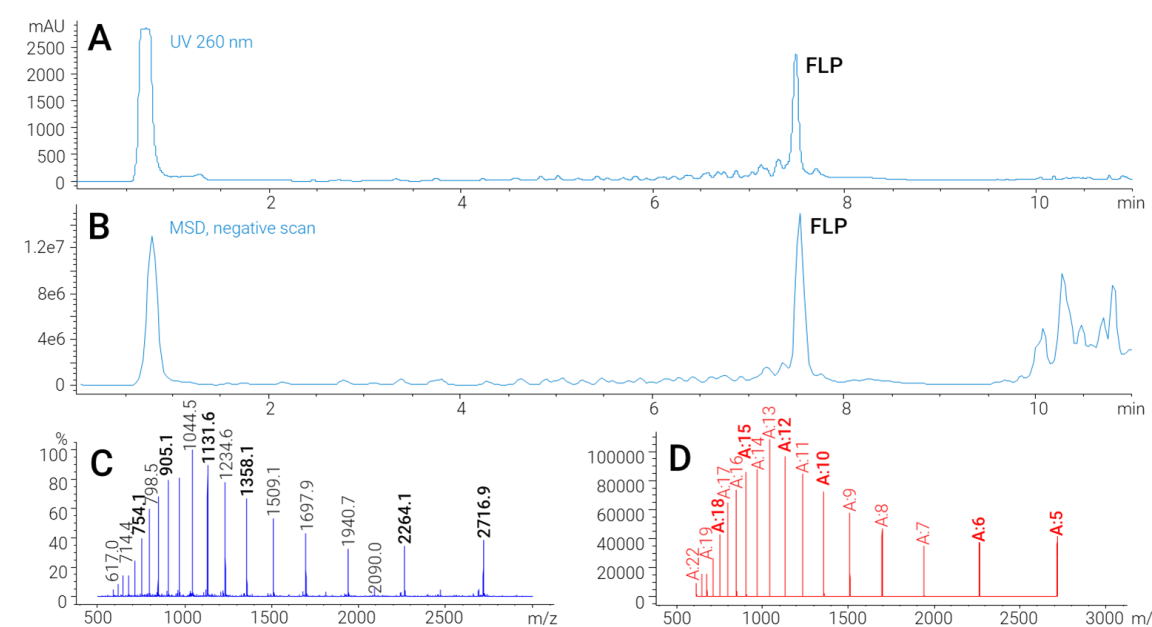 mAU
A
UV 260 nm
FLP
2500
2000
1500
1000
500
0
2
4
6
8
10
min
B
MSD, negative scan
FLP
1.2e7
8e6
4e6
0
2
4
6
8
10
min
%
C
100
80
60
40
20
0
617.0
714.4
754.1
798.5
905.1
1044.5
1131.6
1234.6
1358.1
1509.1
1697.9
1940.7
2090.0
2264.1
2716.9
500
1000
1500
2000
2500
m/z
D
100000
80000
60000
40000
20000
0
A:22
A:19
A:18
A:17
A:16
A:15
A:14
A:13
A:12
A:11
A:10
A:9
A:8
A:7
A:6
A:5
500
1000
1500
2000
2500
3000
m/